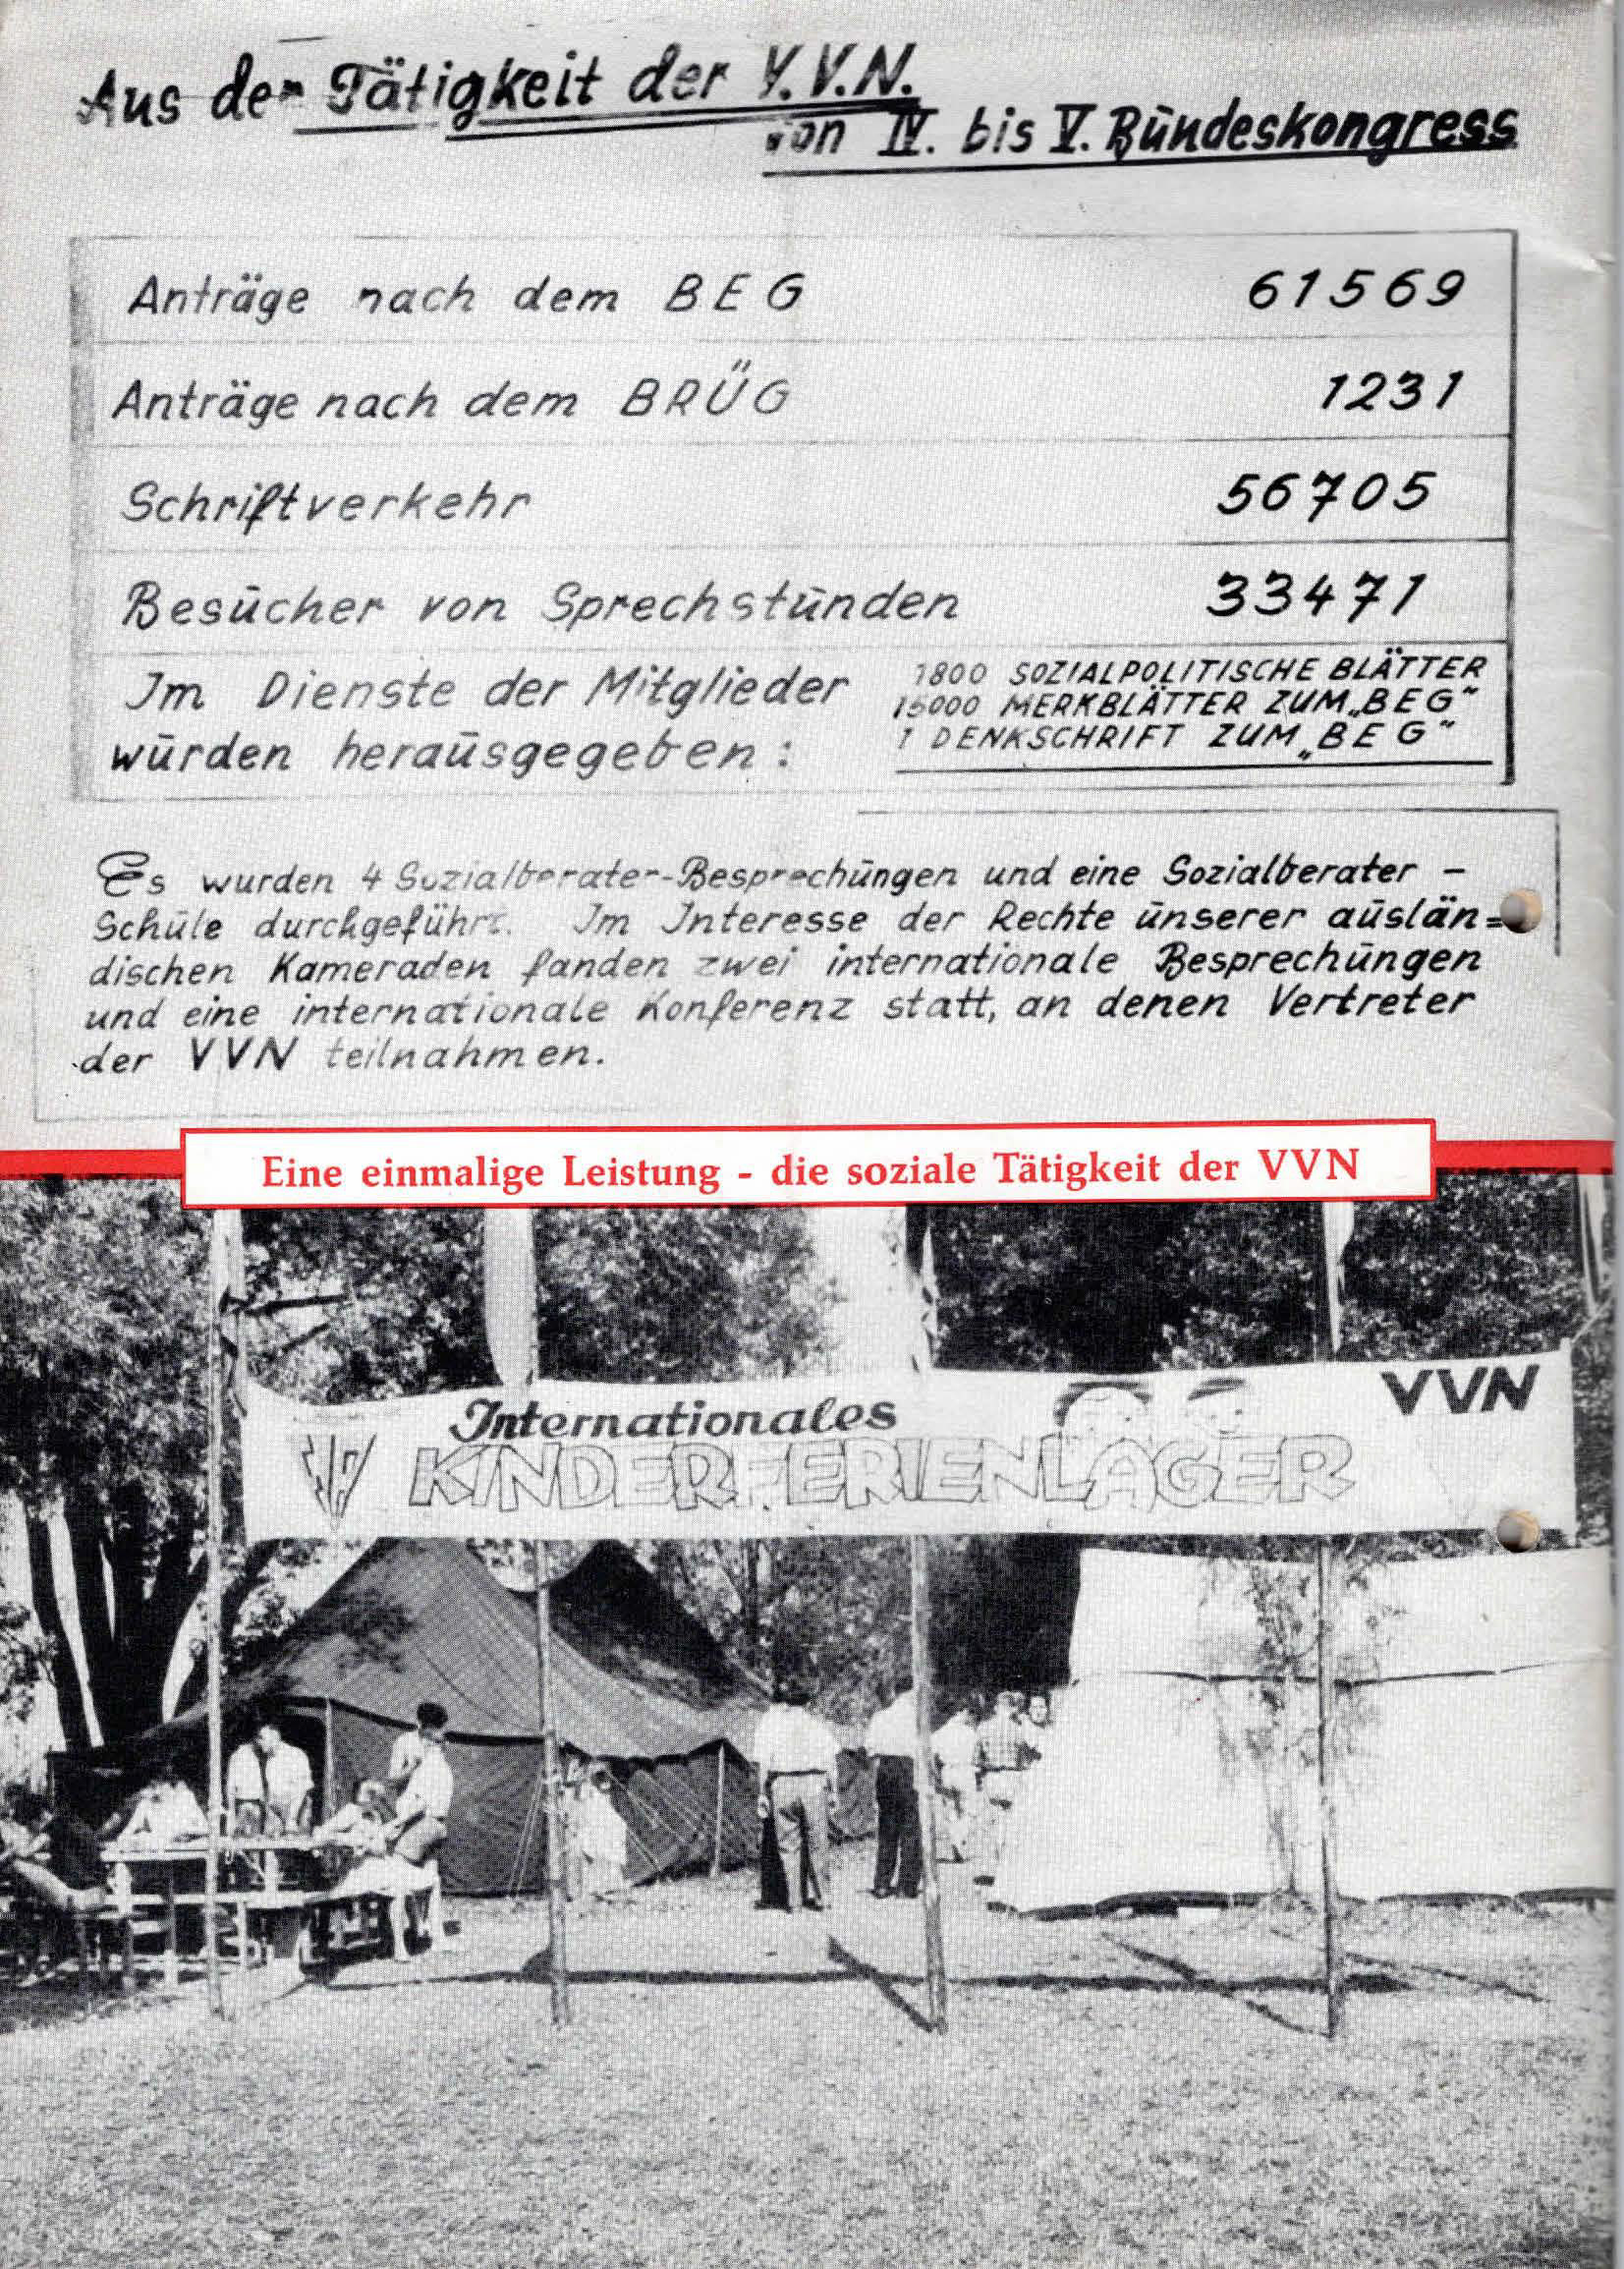 Aus der Tätigkeit der V.V.N.
von IV. bis V. Bundeskongress
Anträge nach dem BEG 61569
Anträge nach dem BRÜG 1231
Schriftverkehr 56705
Besucher von Sprechstunden 33471
Im Dienste der Mitglieder
wurden herausgegeben:
1800 SOZIALPOLITISCHE BLÄTTER
15000 MERKBLÄTTER ZUM „BEG"
1 DENKSCHRIFT ZUM „BEG"
Es wurden 4 Sozialberater-Besprechungen und eine Sozialberater-
Schule durchgeführt. Im Interesse der Rechte unserer auslän=
dischen Kameraden fanden zwei internationale Besprechungen
und eine internationale Konferenz statt, an denen Vertreter
der VVN teilnahmen.
Eine einmalige Leistung - die soziale Tätigkeit der VVN
Internationales
KINDERFERIENLAGER
VVN